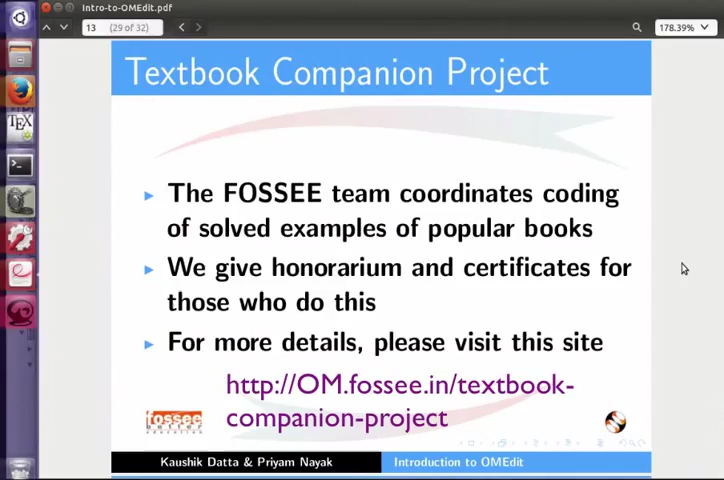 Intro-to-OMEdit.pdf
13 (29 of 32) 178.39%
Textbook Companion Project
The FOSSEE team coordinates coding
of solved examples of popular books
We give honorarium and certificates for
those who do this
For more details, please visit this site
http://OM.fossee.in/textbook-
companion-project
fossee
Kaushik Datta & Priyam Nayak Introduction to OMEdit